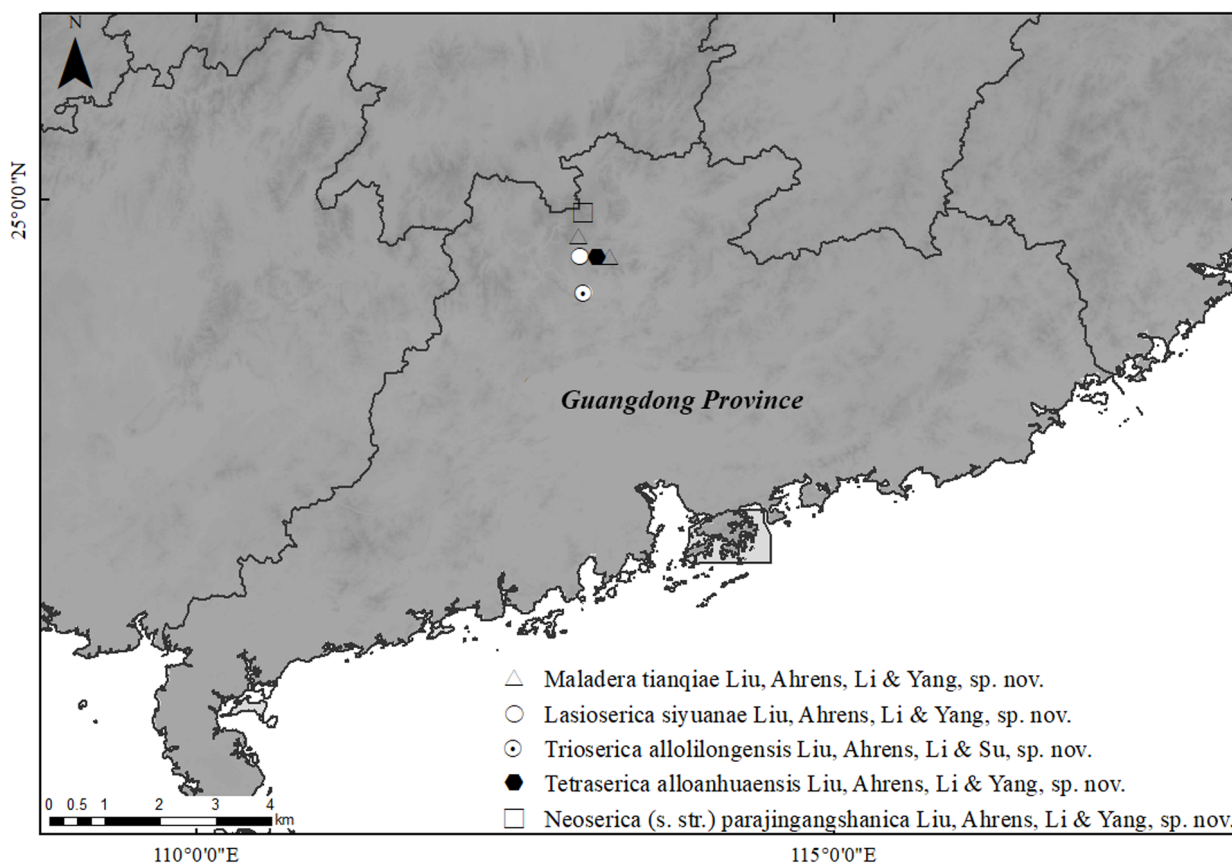 N
25°0'0"N
Guangdong Province
Maladera tianqiae Liu, Ahrens, Li & Yang, sp. nov.
Lasioserica siyuanae Liu, Ahrens, Li & Yang, sp. nov.
Trioserica allolilongensis Liu, Ahrens, Li & Su, sp. nov.
Tetraserica alloanhuaensis Liu, Ahrens, Li & Yang, sp. nov.
Neoserica (s. str.) parajingangshanica Liu, Ahrens, Li & Yang, sp. nov.
0 0.5 1 2 3 4
km
110°0'0"E 115°0'0"E